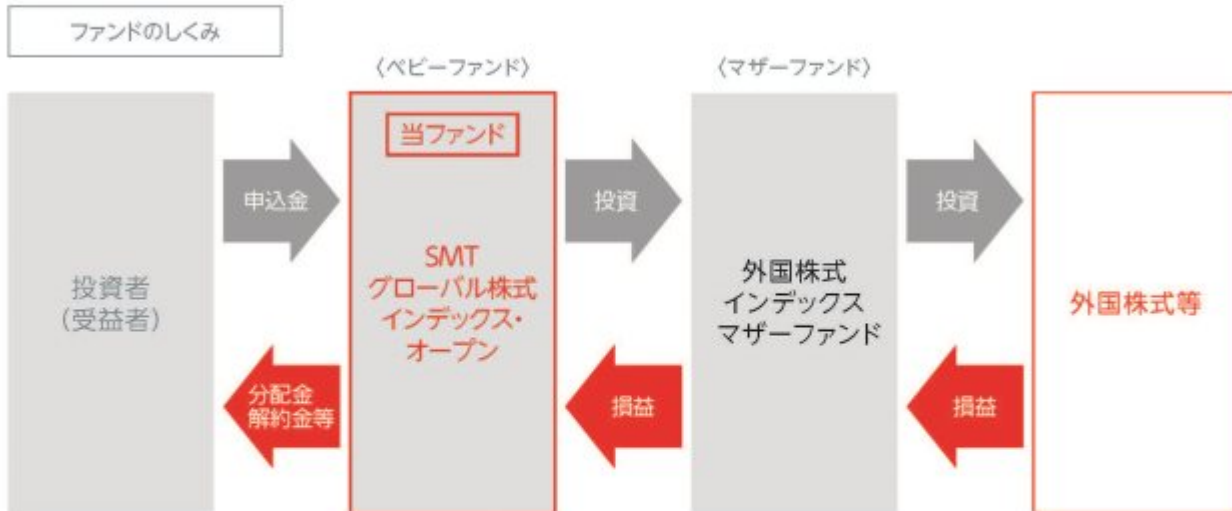 ファンドのしくみ
〈ベビーファンド〉
〈マザーファンド〉
投資者
(受益者)
申込金
分配金
解約金等
当ファンド
SMT
グローバル株式
インデックス・
オープン
投資
損益
外国株式
インデックス
マザーファンド
投資
損益
外国株式等